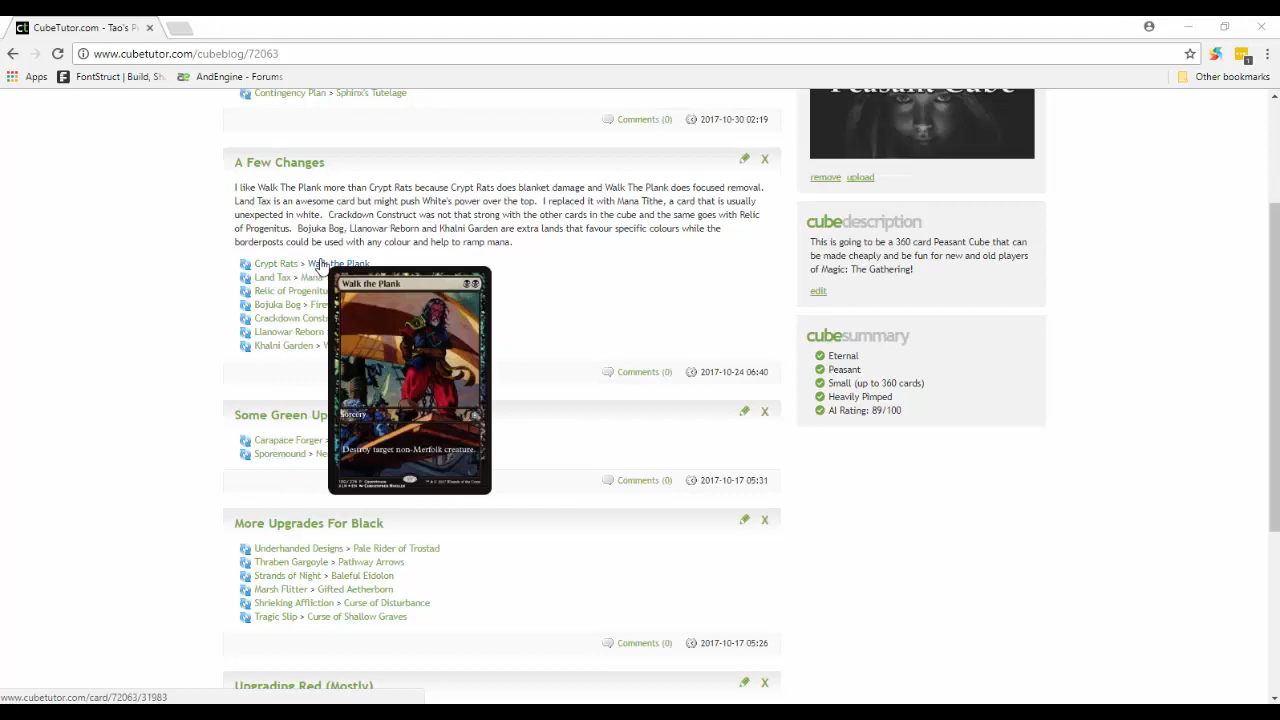 CubeTutor.com - Tao's P
www.cubetutor.com/cubeblog/72063
Apps
FontStruct | Build, Sh
AndEngine - Forums
Other bookmarks
Contingency Plan > Sphinx's Tutelage
Comments (0) 2017-10-30 02:19
Peasant Cube
remove upload
A Few Changes
I like Walk The Plank more than Crypt Rats because Crypt Rats does blanket damage and Walk The Plank does focused removal.
Land Tax is an awesome card but might push White's power over the top. I replaced it with Mana Tithe, a card that is usually
unexpected in white. Crackdown Construct was not that strong with the other cards in the cube and the same goes with Relic
of Progenitus. Bojuka Bog, Llanowar Reborn and Khalni Garden are extra lands that favour specific colours while the
borderposts could be used with any colour and help to ramp mana.
Crypt Rats > Walk the Plank
Land Tax > Mana
Relic of Progenitu
Bojuka Bog > Fire
Crackdown Const
Llanowar Reborn
Khalni Garden >
Comments (0) 2017-10-24 06:40
Walk the Plank
Sorcery
Destroy target non-Merfolk creature.
cubedescription
This is going to be a 360 card Peasant Cube that can
be made cheaply and be fun for new and old players
of Magic: The Gathering!
edit
cubesummary
Eternal
Peasant
Small (up to 360 cards)
Heavily Pimped
AI Rating: 89/100
Some Green Up
Carapace Forger >
Sporemound > Ne
Comments (0) 2017-10-17 05:31
More Upgrades For Black
Underhanded Designs > Pale Rider of Trostad
Thraben Gargoyle > Pathway Arrows
Strands of Night > Baleful Eidolon
Marsh Flitter > Gifted Aetherborn
Shrieking Affliction > Curse of Disturbance
Tragic Slip > Curse of Shallow Graves
Comments (0) 2017-10-17 05:26
Upgrading Red (Mostly)
www.cubetutor.com/card/72063/31983